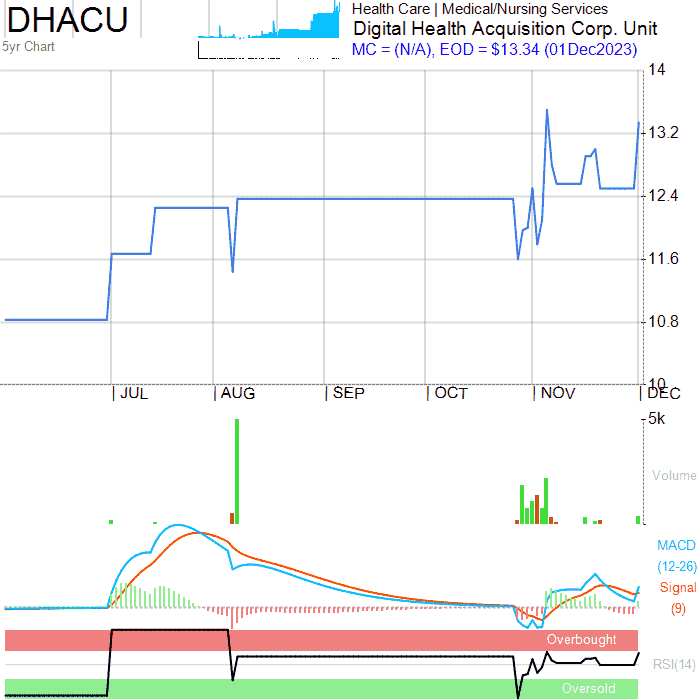 DHACU
5yr Chart
Health Care | Medical/Nursing Services
Digital Health Acquisition Corp. Unit
MC = (N/A), EOD = $13.34 (01Dec2023)
14
13.2
12.4
11.6
10.8
10
JUL AUG SEP OCT NOV DEC
5k
Volume
MACD
(12-26)
Signal
(9)
Overbought
RSI(14)
Oversold